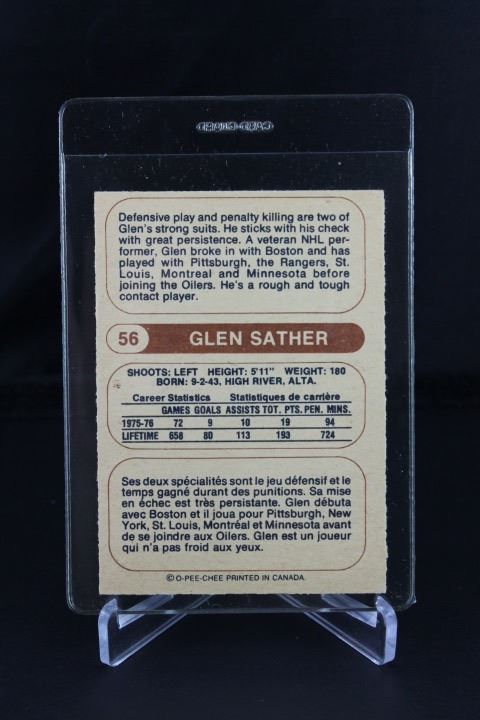 Defensive play and penalty killing are two of
Glen's strong suits. He sticks with his check
with great persistence. A veteran NHL per-
former, Glen broke in with Boston and has
played with Pittsburgh, the Rangers, St.
Louis, Montreal and Minnesota before
joining the Oilers. He's a rough and tough
contact player.
56 GLEN SATHER
SHOOTS: LEFT HEIGHT: 5'11" WEIGHT: 180
BORN: 9-2-43, HIGH RIVER, ALTA.
Career Statistics Statistiques de carrière
GAMES GOALS ASSISTS TOT. PTS. PEN. MINS.
1975-76 72 9 10 19 94
LIFETIME 658 80 113 193 724
Ses deux spécialités sont le jeu défensif et le
temps gagné durant des punitions. Sa mise
en échec est très persistante. Glen débuta
avec Boston et il joua pour Pittsburgh, New
York, St. Louis, Montréal et Minnesota avant
de se joindre aux Oilers. Glen est un joueur
qui n'a pas froid aux yeux.
© O-PEE-CHEE PRINTED IN CANADA.